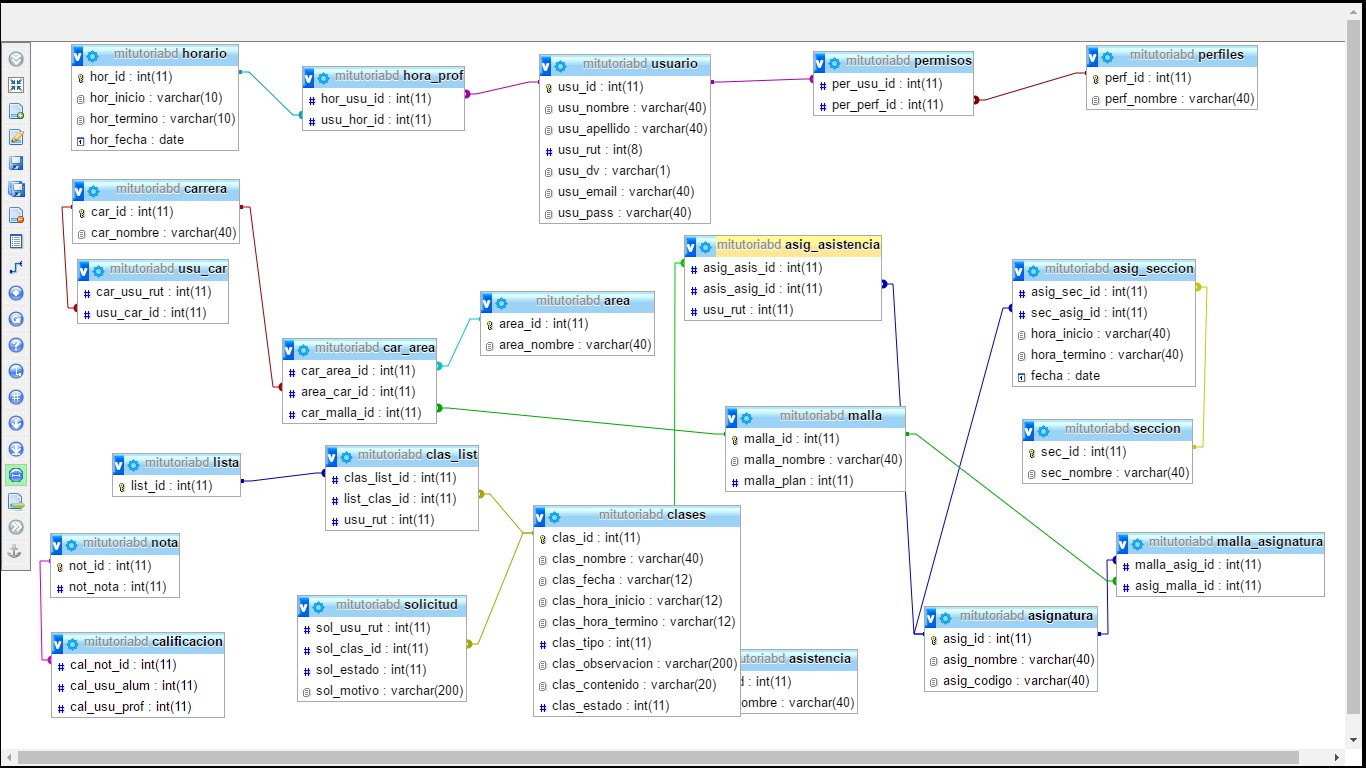 mitutoriabd horario
hor_id : int(11)
hor_inicio : varchar(10)
hor_termino : varchar(10)
hor_fecha : date
mitutoriabd hora_prof
hor_usu_id : int(11)
usu_hor_id : int(11)
mitutoriabd usuario
usu_id : int(11)
usu_nombre : varchar(40)
usu_apellido : varchar(40)
usu_rut : int(8)
usu_dv : varchar(1)
usu_email : varchar(40)
usu_pass : varchar(40)
mitutoriabd permisos
per_usu_id : int(11)
per_perf_id : int(11)
mitutoriabd perfiles
perf_id : int(11)
perf_nombre : varchar(40)
mitutoriabd carrera
car_id : int(11)
car_nombre : varchar(40)
mitutoriabd usu_car
car_usu_rut : int(11)
usu_car_id : int(11)
mitutoriabd asig_asistencia
asig_asis_id : int(11)
asis_asig_id : int(11)
usu_rut : int(11)
mitutoriabd asig_seccion
asig_sec_id : int(11)
sec_asig_id : int(11)
hora_inicio : varchar(40)
hora_termino : varchar(40)
fecha : date
mitutoriabd area
area_id : int(11)
area_nombre : varchar(40)
mitutoriabd car_area
car_area_id : int(11)
area_car_id : int(11)
car_malla_id : int(11)
mitutoriabd malla
malla_id : int(11)
malla_nombre : varchar(40)
malla_plan : int(11)
mitutoriabd seccion
sec_id : int(11)
sec_nombre : varchar(40)
mitutoriabd lista
list_id : int(11)
mitutoriabd clas_list
clas_list_id : int(11)
list_clas_id : int(11)
usu_rut : int(11)
mitutoriabd clases
clas_id : int(11)
clas_nombre : varchar(40)
clas_fecha : varchar(12)
clas_hora_inicio : varchar(12)
clas_hora_termino : varchar(12)
clas_tipo : int(11)
clas_observacion : varchar(200)
clas_contenido : varchar(20)
clas_estado : int(11)
mitutoriabd nota
not_id : int(11)
not_nota : int(11)
mitutoriabd malla_asignatura
malla_asig_id : int(11)
asig_malla_id : int(11)
mitutoriabd solicitud
sol_usu_rut : int(11)
sol_clas_id : int(11)
sol_estado : int(11)
sol_motivo : varchar(200)
mitutoriabd asignatura
asig_id : int(11)
asig_nombre : varchar(40)
asig_codigo : varchar(40)
mitutoriabd calificacion
cal_not_id : int(11)
cal_usu_alum : int(11)
cal_usu_prof : int(11)
utoriabd asistencia
d : int(11)
ombre : varchar(40)